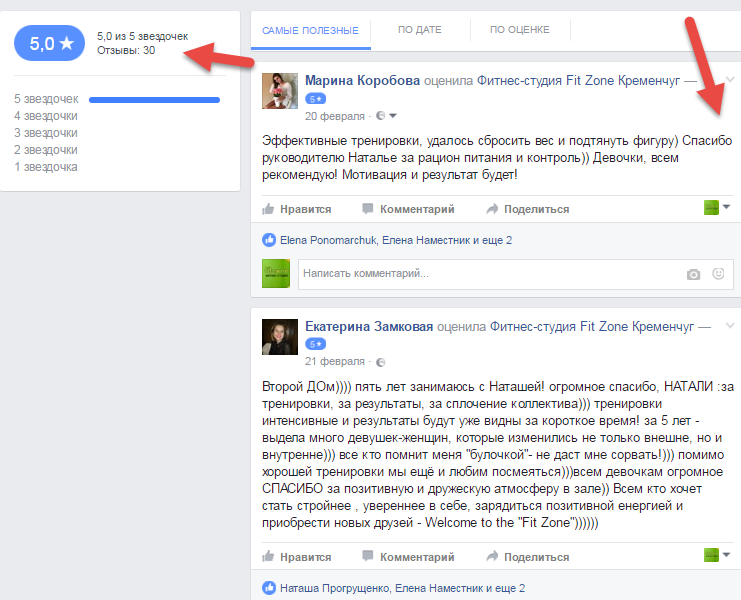 5,0 ★
5,0 из 5 звездочек
Отзывы: 30
5 звездочек
4 звездочки
3 звездочки
2 звездочки
1 звездочка
САМЫЕ ПОЛЕЗНЫЕ
ПО ДАТЕ
ПО ОЦЕНКЕ
Марина Коробова оценила Фитнес-студия Fit Zone Кременчуг —
5★
20 февраля ·
Эффективные тренировки, удалось сбросить вес и подтянуть фигуру) Спасибо
руководителю Наталье за рацион питания и контроль)) Девочки, всем
рекомендую! Мотивация и результат будет!
Нравится
Комментарий
Поделиться
Elena Ponomarchuk, Елена Наместник и еще 2
Написать комментарий...
Екатерина Замковая оценила Фитнес-студия Fit Zone Кременчуг —
5★
21 февраля ·
Второй ДОм)))) пять лет занимаюсь с Наташей! огромное спасибо, НАТАЛИ :за
тренировки, за результаты, за сплочение коллектива))) тренировки
интенсивные и результаты будут уже видны за короткое время! за 5 лет -
выдела много девушек-женщин, которые изменились не только внешне, но и
внутренне))) все кто помнит меня "булочкой"- не даст мне сорвать!))) помимо
хорошей тренировки мы ещё и любим посмеяться)))всем девочкам огромное
СПАСИБО за позитивную и дружескую атмосферу в зале)) Всем кто хочет
стать стройнее , увереннее в себе, зарядиться позитивной енергией и
приобрести новых друзей - Welcome to the "Fit Zone"))))))
Нравится
Комментарий
Поделиться
Наташа Прогрущенко, Елена Наместник и еще 2